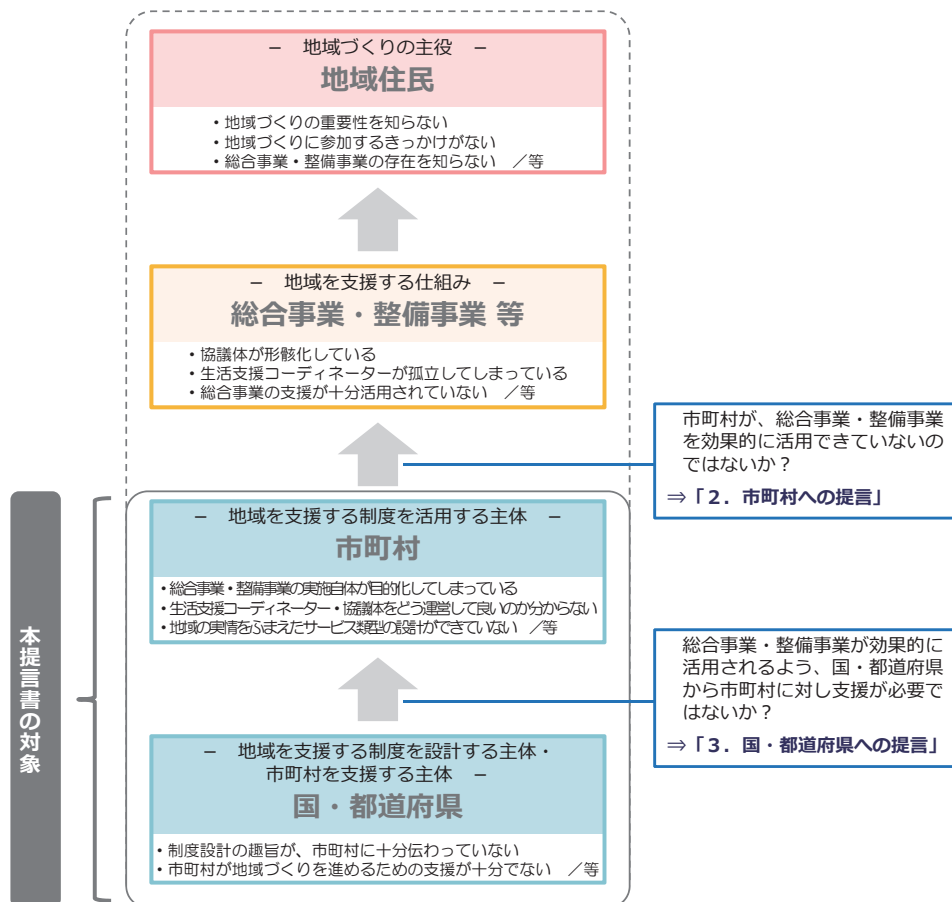 －　地域づくりの主役　－
地域住民
・地域づくりの重要性を知らない
・地域づくりに参加するきっかけがない
・総合事業・整備事業の存在を知らない　／等
－　地域を支援する仕組み　－
総合事業・整備事業 等
・協議体が形骸化している
・生活支援コーディネーターが孤立してしまっている
・総合事業の支援が十分活用されていない　／等
市町村が、総合事業・整備事業
を効果的に活用できていないの
ではないか？
⇒「２．市町村への提言」
本提言書の対象
－　地域を支援する制度を活用する主体　－
市町村
・総合事業・整備事業の実施自体が目的化してしまっている
・生活支援コーディネーター・協議体をどう運営して良いのか分からない
・地域の実情をふまえたサービス類型の設計ができていない　／等
総合事業・整備事業が効果的に
活用されるよう、国・都道府県
から市町村に対し支援が必要で
はないか？
⇒「３．国・都道府県への提言」
－　地域を支援する制度を設計する主体・
市町村を支援する主体　－
国・都道府県
・制度設計の趣旨が、市町村に十分伝わっていない
・市町村が地域づくりを進めるための支援が十分でない　／等